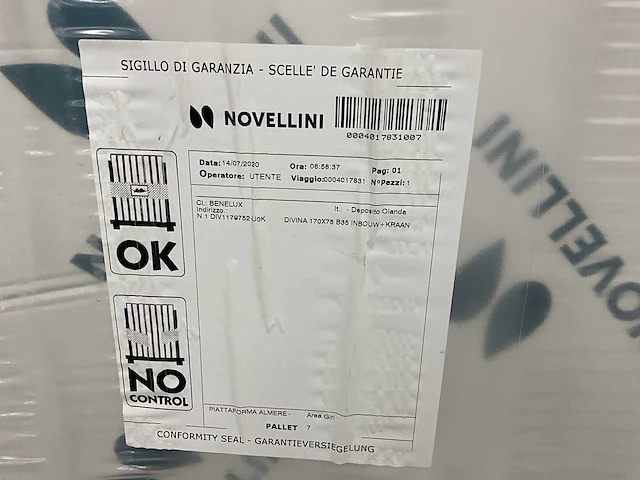 SIGILLO DI GARANZIA - SCELLE' DE GARANTIE
NOVELLINI
0004017831007
Data: 14/07/2020 Ora: 08:58:37 Pag: 01
Operatore: UTENTE Viaggio: 0004017831 N°Pezzi: 1
Cl.: BENELUX It.: - Deposito Olanda
Indirizzo.:
N 1 DIV1179752-U0K DIVINA 170X75 B35 INBOUW+KRAAN
OK
NO
CONTROL
PIATTAFORMA ALMERE - Area Giri
PALLET 7
CONFORMITY SEAL - GARANTIEVERSIEGELUNG
NOVELLINI